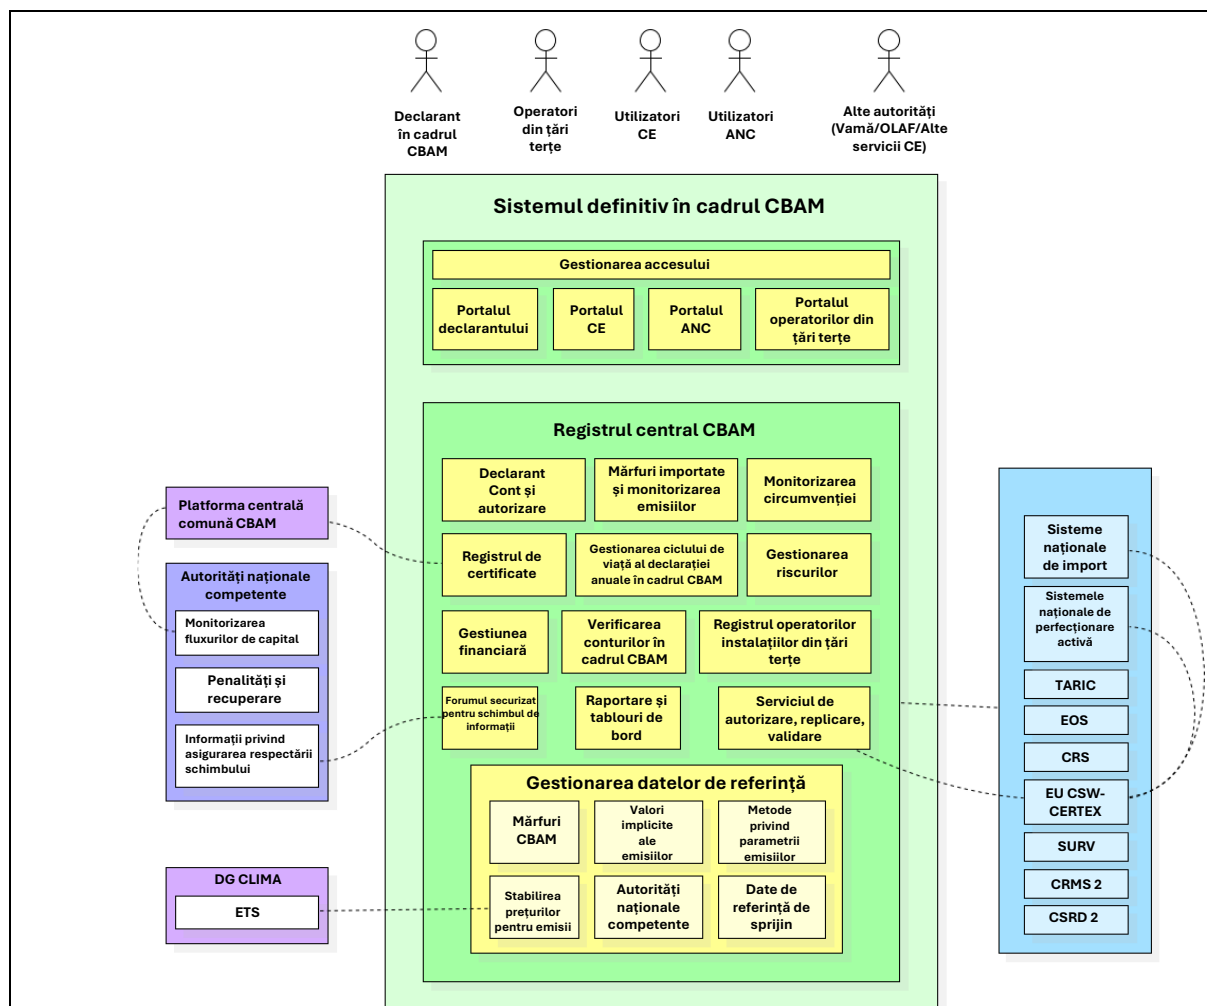 Declarant
în cadrul
CBAM
Operatori
din țări
terțe
Utilizatori
CE
Utilizatori
ANC
Alte autorități
(Vamă/OLAF/Alte
servicii CE)
Sistemul definitiv în cadrul CBAM
Gestionarea accesului
Portalul
declarantului
Portalul
CE
Portalul
ANC
Portalul
operatorilor din
țări terțe
Registrul central CBAM
Declarant
Cont și
autorizare
Mărfuri importate
și monitorizarea
emisiilor
Monitorizarea
circumvenției
Registrul de
certificate
Gestionarea ciclului de
viață al declarației
anuale în cadrul CBAM
Gestionarea
riscurilor
Gestiunea
financiară
Verificarea
conturilor în
cadrul CBAM
Registrul operatorilor
instalațiilor din țări
terțe
Forumul securizat
pentru schimbul de
informații
Raportare și
tablouri de
bord
Serviciul de
autorizare, replicare,
validare
Gestionarea datelor de referință
Mărfuri
CBAM
Valori
implicite
ale
emisiilor
Metode
privind
parametrii
emisiilor
Stabilirea
prețurilor
pentru emisii
Autorități
naționale
competente
Date de
referință de
sprijin
Platforma centrală
comună CBAM
Autorități naționale
competente
Monitorizarea
fluxurilor de capital
Penalități și
recuperare
Informații privind
asigurarea respectării
schimbului
DG CLIMA
ETS
Sisteme
naționale
de import
Sistemele
naționale de
perfecționare
activă
TARIC
EOS
CRS
EU CSW-
CERTEX
SURV
CRMS 2
CSRD 2